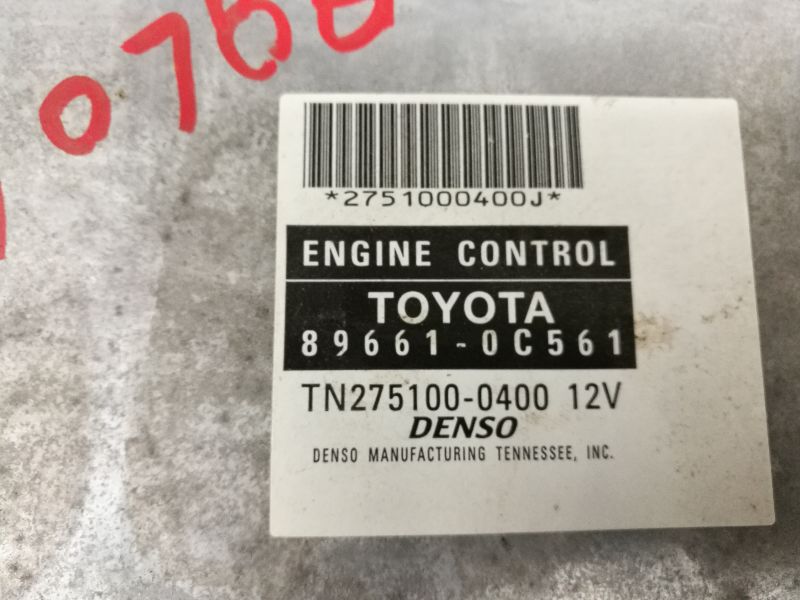 *2751000400J*
ENGINE CONTROL
TOYOTA
89661-0C561
TN275100-0400 12V
DENSO
DENSO MANUFACTURING TENNESSEE, INC.